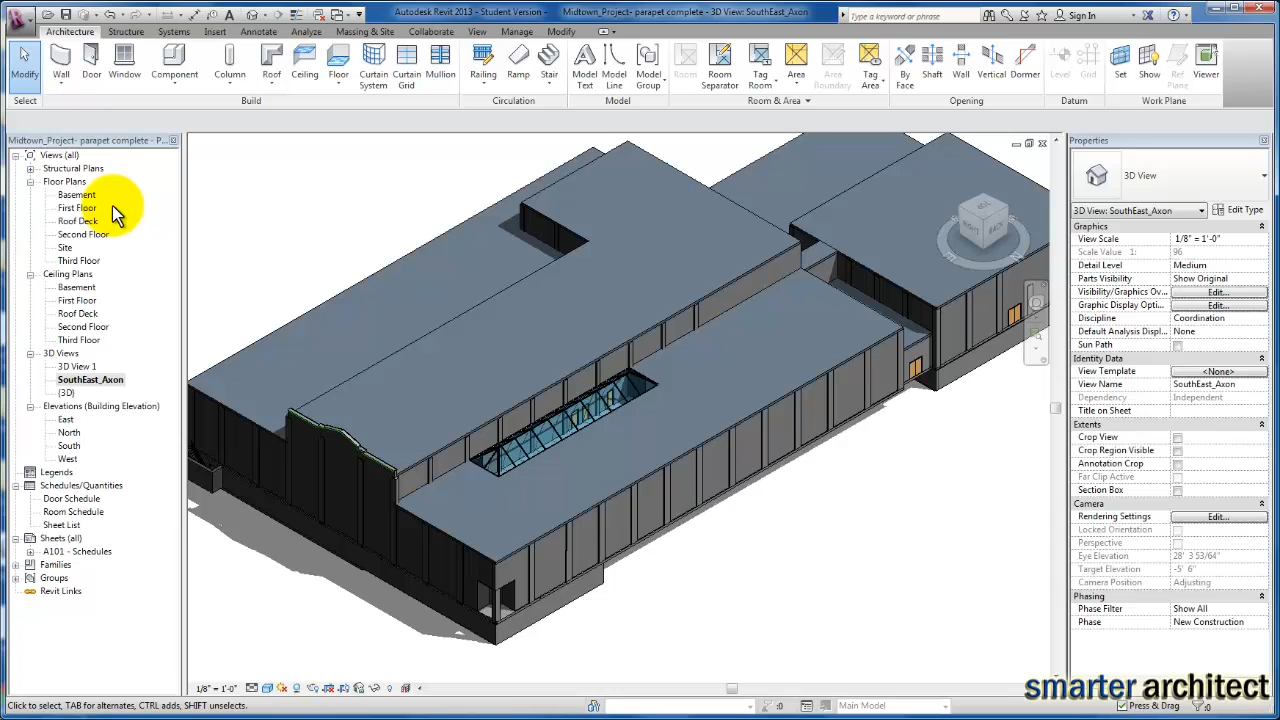 Autodesk Revit 2013 - Student Version - Midtown_Project- parapet complete - 3D View: SouthEast_Axon
Type a keyword or phrase
Sign In
Architecture Structure Systems Insert Annotate Analyze Massing & Site Collaborate View Manage Modify
Modify Wall Door Window Component Column Roof Ceiling Floor Curtain System Curtain Grid Mullion Railing Ramp Stair Model Text Model Line Model Group Room Room Separator Tag Room Area Area Boundary Tag Area By Face Shaft Wall Vertical Dormer Level Grid Set Show Ref Plane Viewer
Select Build Circulation Model Room & Area Opening Datum Work Plane
Midtown_Project- parapet complete - P...
Views (all)
Structural Plans
Floor Plans
Basement
First Floor
Roof Deck
Second Floor
Site
Third Floor
Ceiling Plans
Basement
First Floor
Roof Deck
Second Floor
Third Floor
3D Views
3D View 1
SouthEast_Axon
{3D}
Elevations (Building Elevation)
East
North
South
West
Legends
Schedules/Quantities
Door Schedule
Room Schedule
Sheet List
Sheets (all)
A101 - Schedules
Families
Groups
Revit Links
RIGHT
BACK
Properties
3D View
3D View: SouthEast_Axon Edit Type
Graphics
View Scale 1/8" = 1'-0"
Scale Value 1: 96
Detail Level Medium
Parts Visibility Show Original
Visibility/Graphics Ov... Edit...
Graphic Display Opti... Edit...
Discipline Coordination
Default Analysis Displ... None
Sun Path
Identity Data
View Template <None>
View Name SouthEast_Axon
Dependency Independent
Title on Sheet
Extents
Crop View
Crop Region Visible
Annotation Crop
Far Clip Active
Section Box
Camera
Rendering Settings Edit...
Locked Orientation
Perspective
Eye Elevation 28' 3 53/64"
Target Elevation -5' 6"
Camera Position Adjusting
Phasing
Phase Filter Show All
Phase New Construction
1/8" = 1'-0"
smarter architect
Click to select, TAB for alternates, CTRL adds, SHIFT unselects. :0 Main Model Press & Drag :0